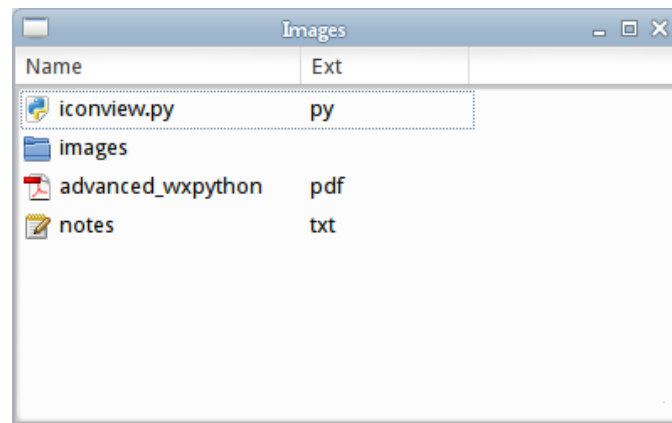 Images
Name Ext
iconview.py py
images
advanced_wxpython pdf
notes txt